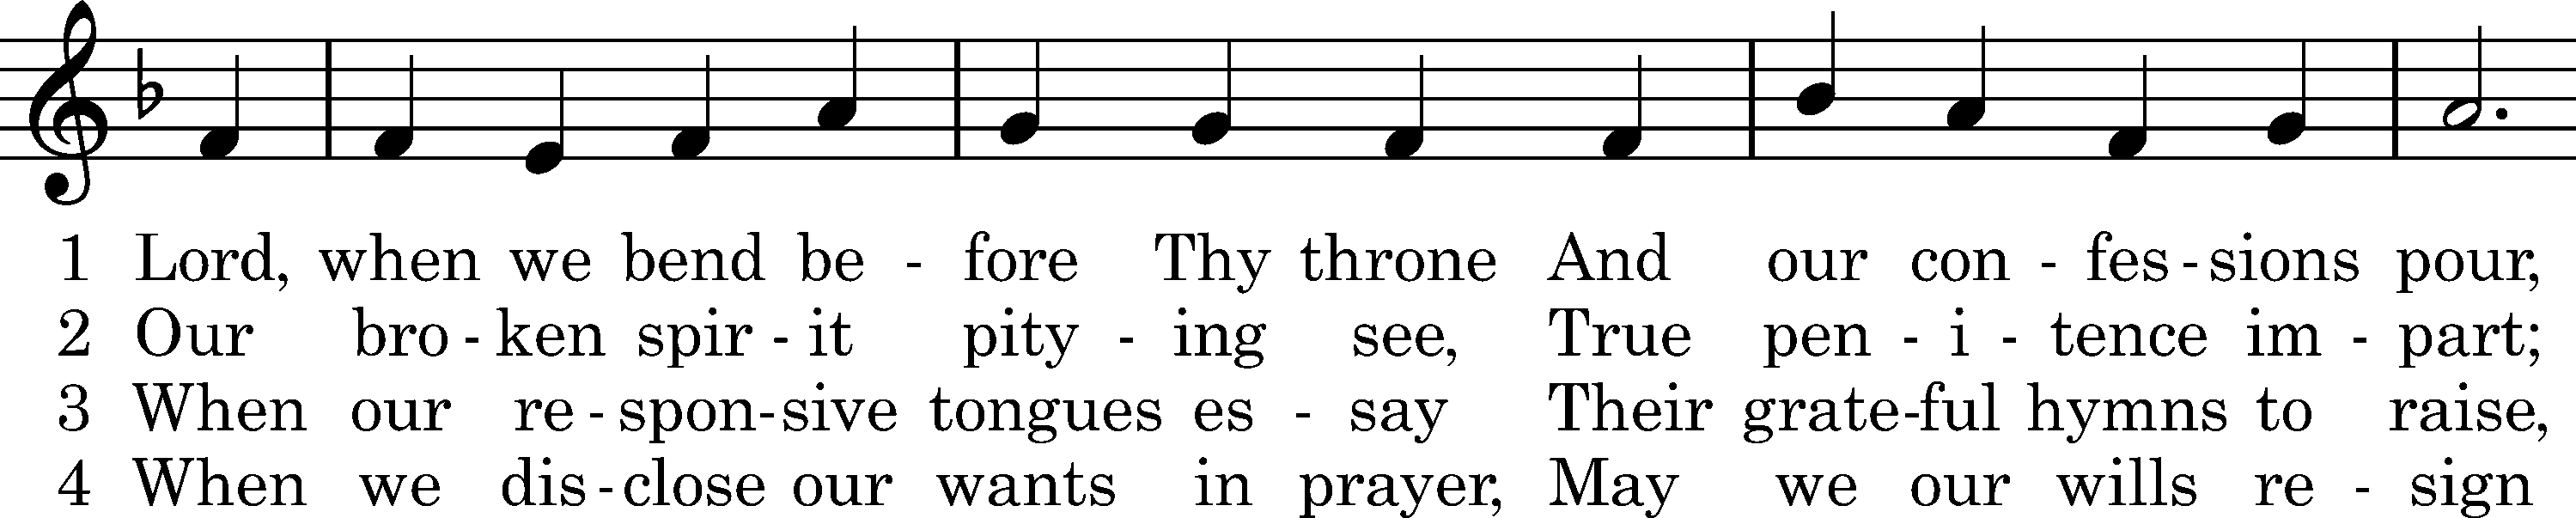 1 Lord, when we bend be - fore Thy throne And our con - fes - sions pour,
2 Our bro - ken spir - it pity - ing see, True pen - i - tence im - part;
3 When our re - spon - sive tongues es - say Their grate - ful hymns to raise,
4 When we dis - close our wants in prayer, May we our wills re - sign